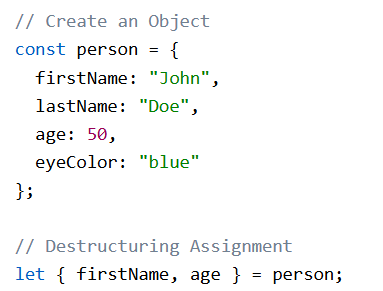 // Create an Object
const person = {
  firstName: "John",
  lastName: "Doe",
  age: 50,
  eyeColor: "blue"
};

// Destructuring Assignment
let { firstName, age } = person;